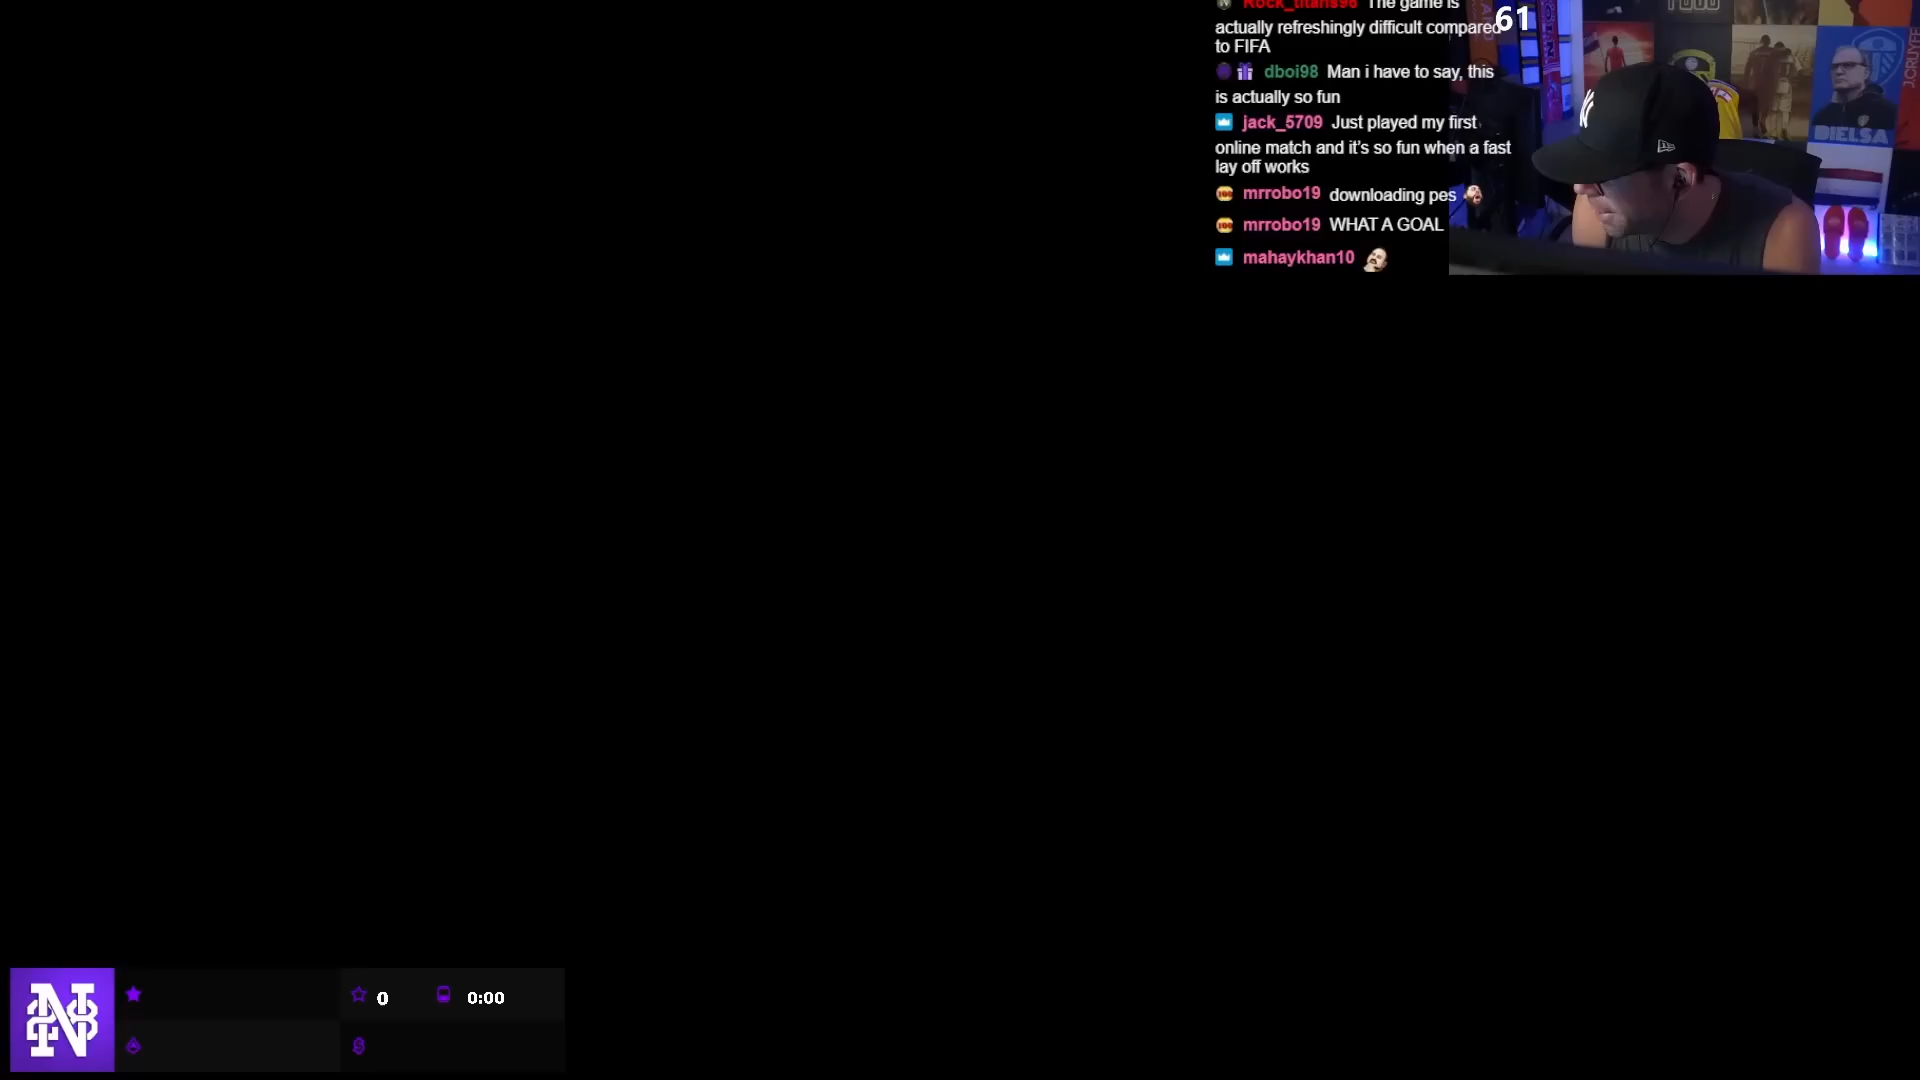 Rock_titans96 The game is
actually refreshingly difficult compared
to FIFA
dboi98 Man i have to say, this
is actually so fun
jack_5709 Just played my first
online match and it's so fun when a fast
lay off works
mrrobo19 downloading pes
mrrobo19 WHAT A GOAL
mahaykhan10
61
BIELSA
J.CRUYFF
0
0:00